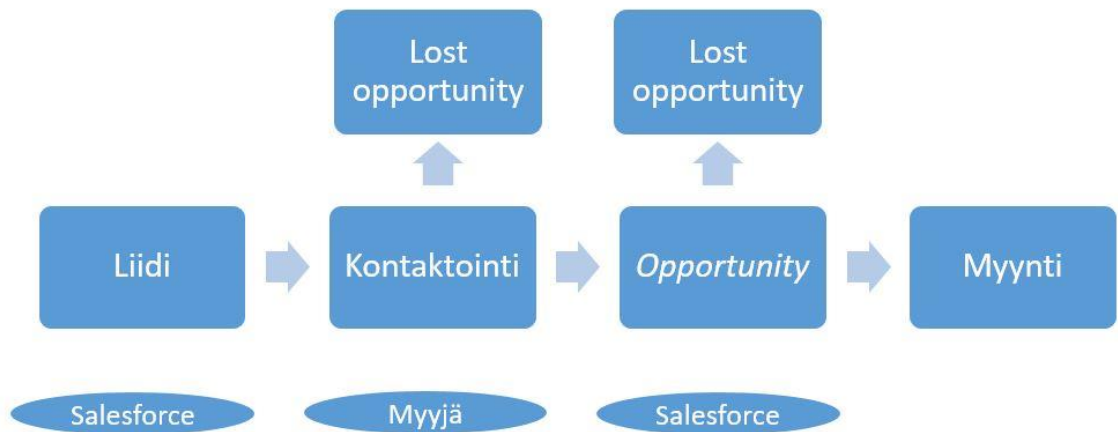 Lost
opportunity
Lost
opportunity
Liidi
Kontaktointi
Opportunity
Myynti
Salesforce
Myyjä
Salesforce